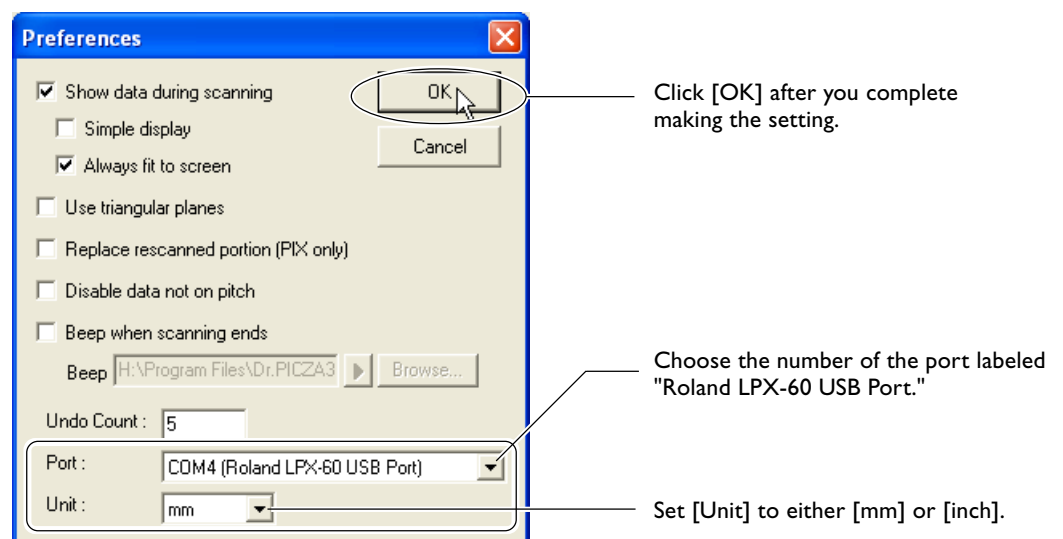 Preferences
Show data during scanning
OK
Simple display
Cancel
Always fit to screen
Use triangular planes
Replace rescanned portion (PIX only)
Disable data not on pitch
Beep when scanning ends
Beep H:\Program Files\Dr.PICZA3 Browse...
Undo Count : 5
Port : COM4 (Roland LPX-60 USB Port)
Unit : mm
Click [OK] after you complete
making the setting.
Choose the number of the port labeled
"Roland LPX-60 USB Port."
Set [Unit] to either [mm] or [inch].